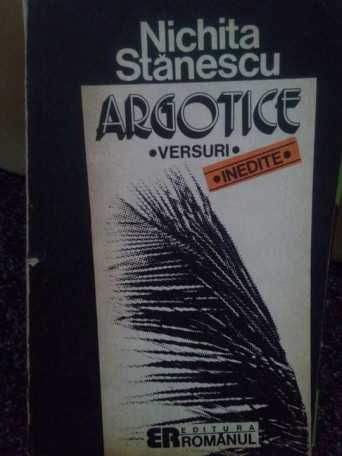 Nichita
Stănescu
ARGOTICE
•VERSURI•
•INEDITE•
ER EDITURA
ROMÂNUL